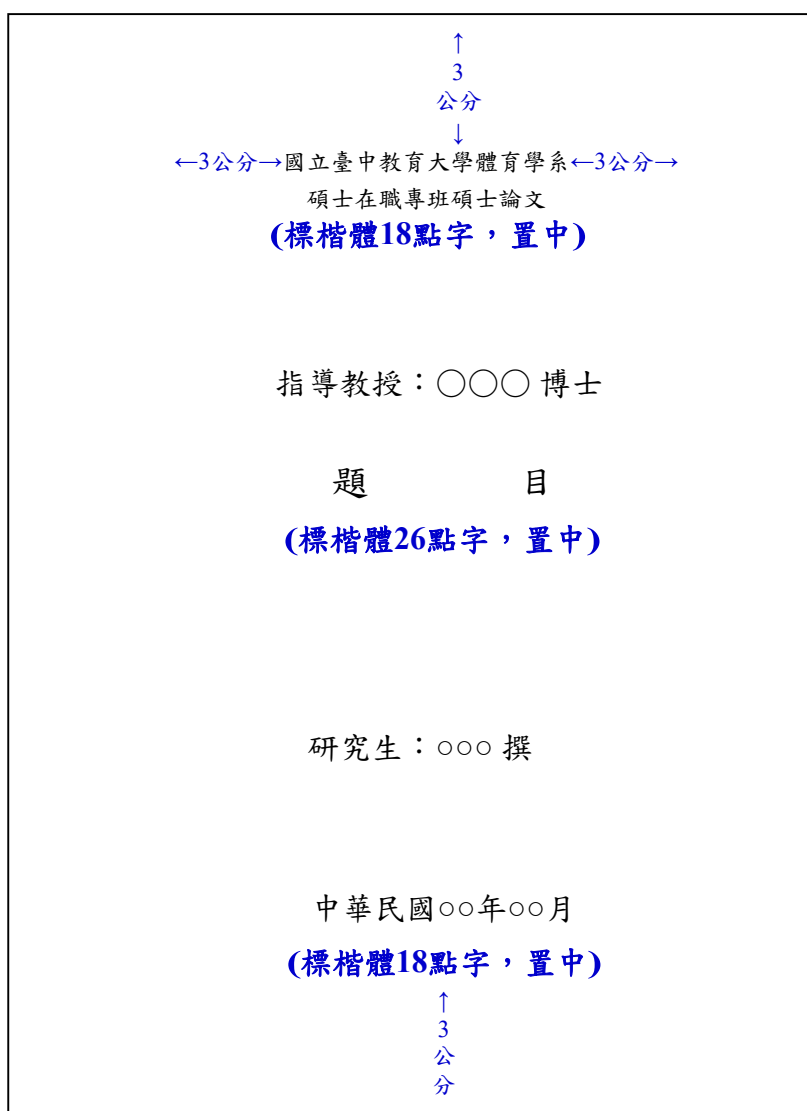 ↑
3
公分
↓
←3公分→國立臺中教育大學體育學系←3公分→
碩士在職專班碩士論文
(標楷體18點字，置中)
指導教授：○○○ 博士
題 目
(標楷體26點字，置中)
研究生：○○○ 撰
中華民國○○年○○月
(標楷體18點字，置中)
↑
3
公
分